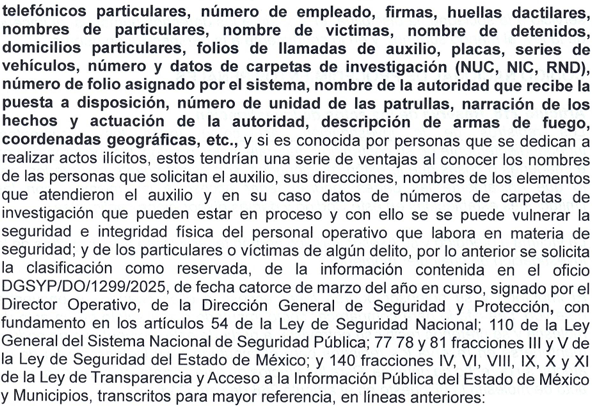 telefónicos particulares, número de empleado, firmas, huellas dactilares,
nombres de particulares, nombre de victimas, nombre de detenidos,
domicilios particulares, folios de llamadas de auxilio, placas, series de
vehículos, número y datos de carpetas de investigación (NUC, NIC, RND),
número de folio asignado por el sistema, nombre de la autoridad que recibe la
puesta a disposición, número de unidad de las patrullas, narración de los
hechos y actuación de la autoridad, descripción de armas de fuego,
coordenadas geográficas, etc., y si es conocida por personas que se dedican a
realizar actos ilícitos, estos tendrían una serie de ventajas al conocer los nombres
de las personas que solicitan el auxilio, sus direcciones, nombres de los elementos
que atendieron el auxilio y en su caso datos de números de carpetas de
investigación que pueden estar en proceso y con ello se se puede vulnerar la
seguridad e integridad física del personal operativo que labora en materia de
seguridad; y de los particulares o víctimas de algún delito, por lo anterior se solicita
la clasificación como reservada, de la información contenida en el oficio
DGSYP/DO/1299/2025, de fecha catorce de marzo del año en curso, signado por el
Director Operativo, de la Dirección General de Seguridad y Protección, con
fundamento en los artículos 54 de la Ley de Seguridad Nacional; 110 de la Ley
General del Sistema Nacional de Seguridad Pública; 77 78 y 81 fracciones III y V de
la Ley de Seguridad del Estado de México; y 140 fracciones IV, VI, VIII, IX, X y XI
de la Ley de Transparencia y Acceso a la Información Pública del Estado de México
y Municipios, transcritos para mayor referencia, en líneas anteriores: